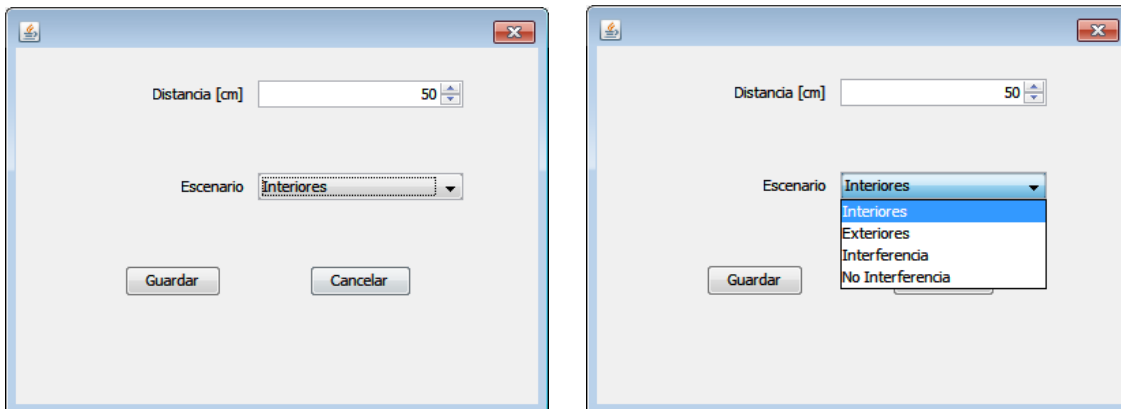 Distancia [cm] 50
Escenario Interiores
Guardar Cancelar
Distancia [cm] 50
Escenario Interiores
Interiores
Exteriores
Interferencia
No Interferencia
Guardar